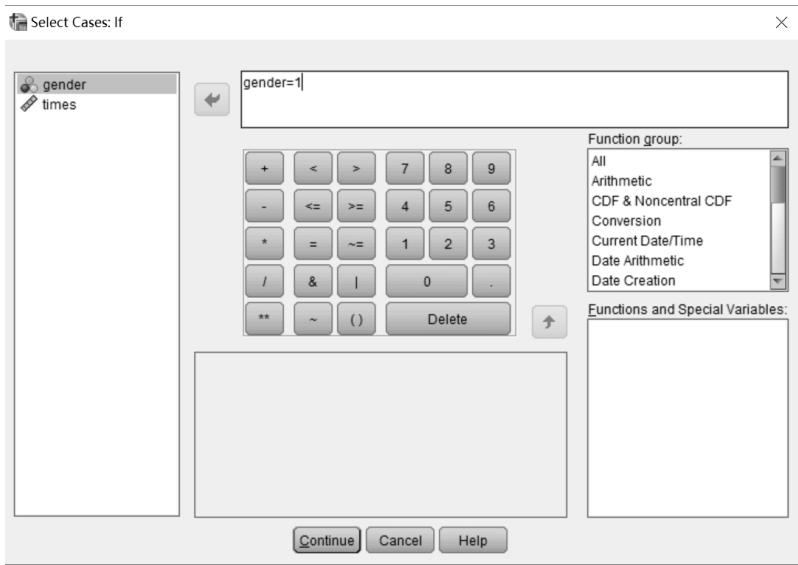 Select Cases: If
gender
times
gender=1
+ < > 7 8 9
- <= >= 4 5 6
* = ~= 1 2 3
/ & | 0 .
** ~ () Delete
Function group:
All
Arithmetic
CDF & Noncentral CDF
Conversion
Current Date/Time
Date Arithmetic
Date Creation
Functions and Special Variables:
Continue Cancel Help